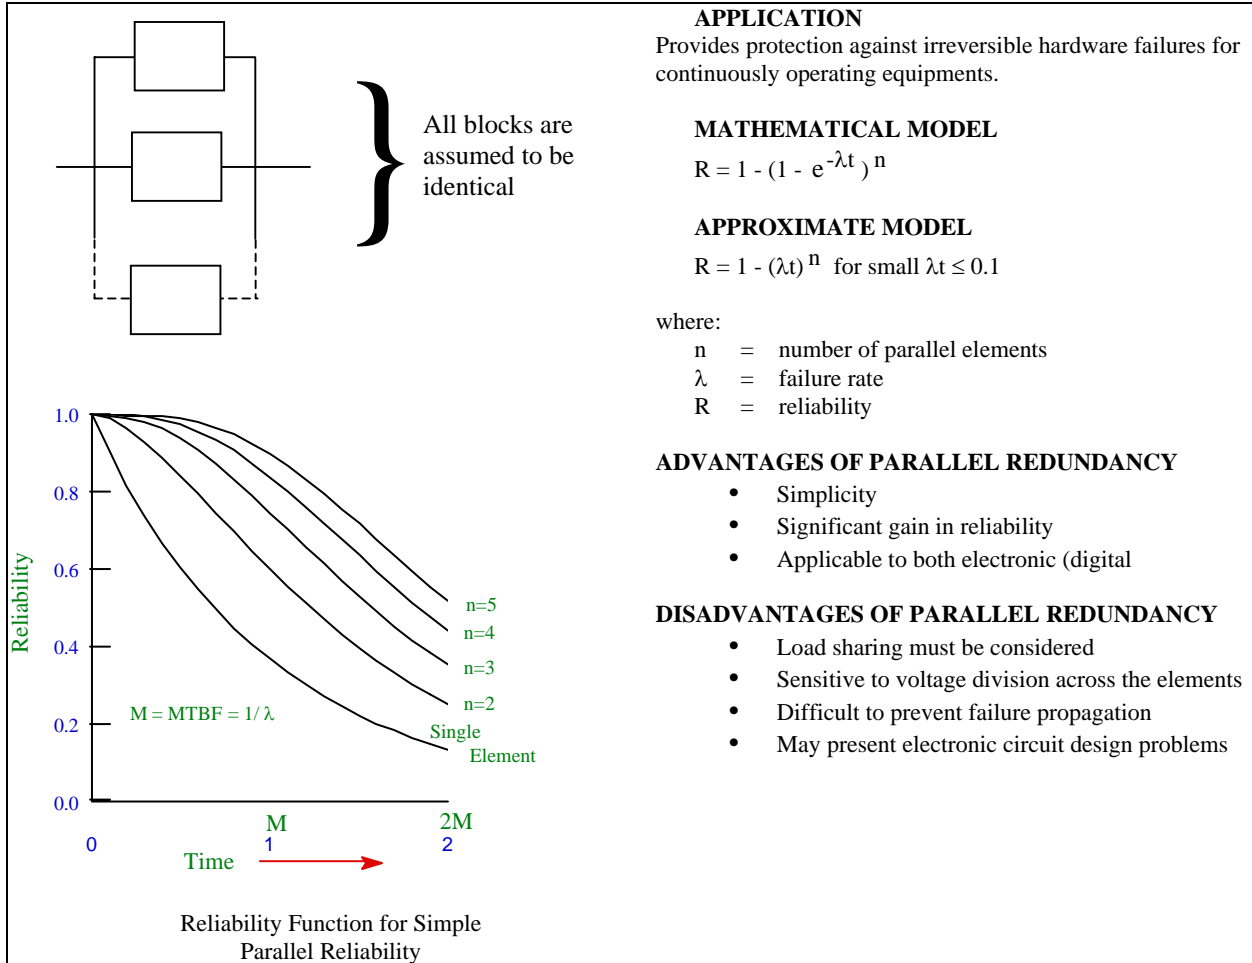 All blocks are
assumed to be
identical
1.0
0.8
0.6
0.4
0.2
0.0
Reliability
n=5
n=4
n=3
n=2
Single
Element
M = MTBF = 1/ λ
M
2M
0
1
2
Time
Reliability Function for Simple
Parallel Reliability
APPLICATION
Provides protection against irreversible hardware failures for
continuously operating equipments.
MATHEMATICAL MODEL
R = 1 - (1 - e^-λt )^n
APPROXIMATE MODEL
R = 1 - (λt)^n for small λt ≤ 0.1
where:
n = number of parallel elements
λ = failure rate
R = reliability
ADVANTAGES OF PARALLEL REDUNDANCY
• Simplicity
• Significant gain in reliability
• Applicable to both electronic (digital
DISADVANTAGES OF PARALLEL REDUNDANCY
• Load sharing must be considered
• Sensitive to voltage division across the elements
• Difficult to prevent failure propagation
• May present electronic circuit design problems